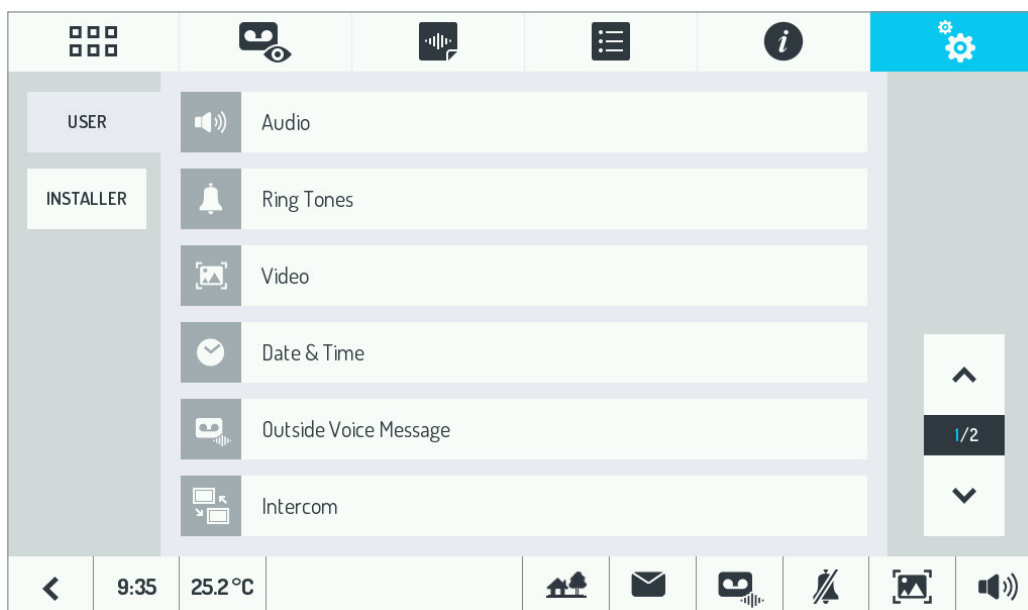 USER
INSTALLER
Audio
Ring Tones
Video
Date & Time
Outside Voice Message
Intercom
1/2
9:35
25.2 °C